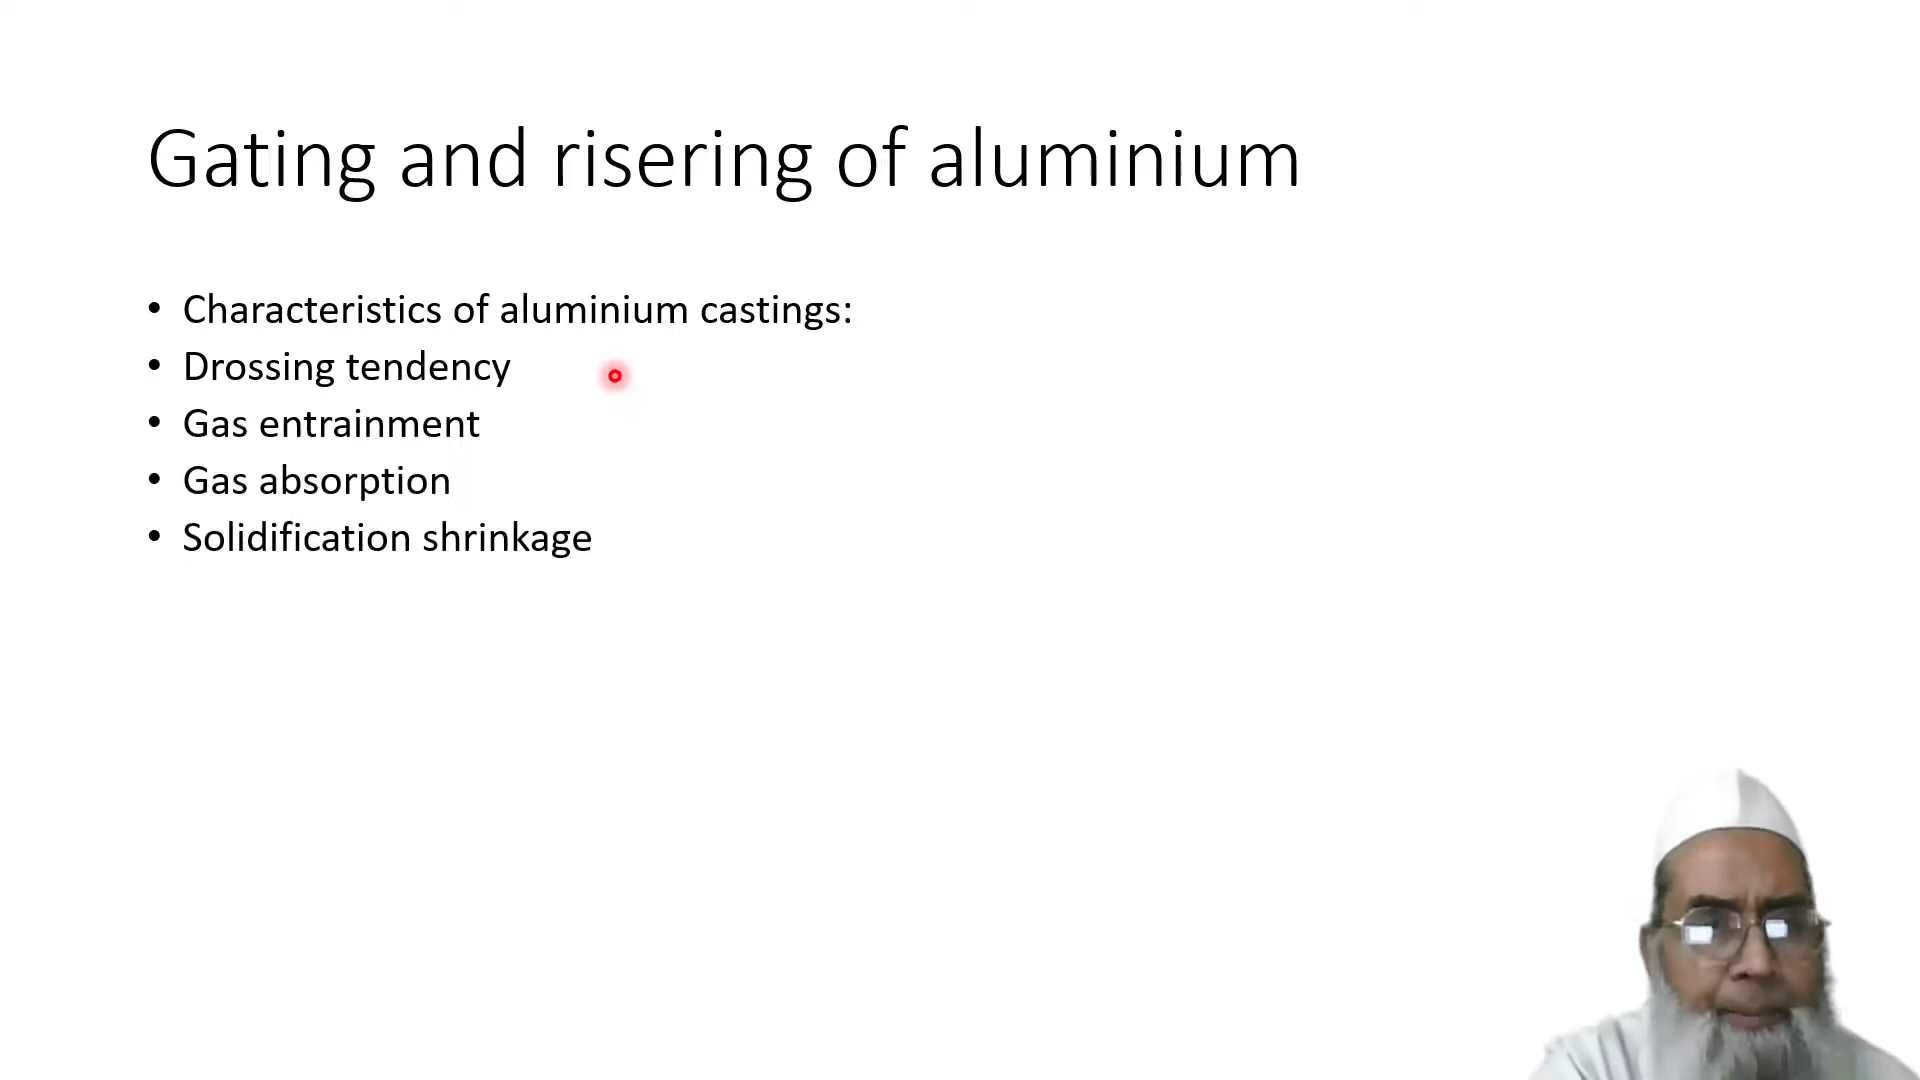 Gating and risering of aluminium
• Characteristics of aluminium castings:
• Drossing tendency
• Gas entrainment
• Gas absorption
• Solidification shrinkage